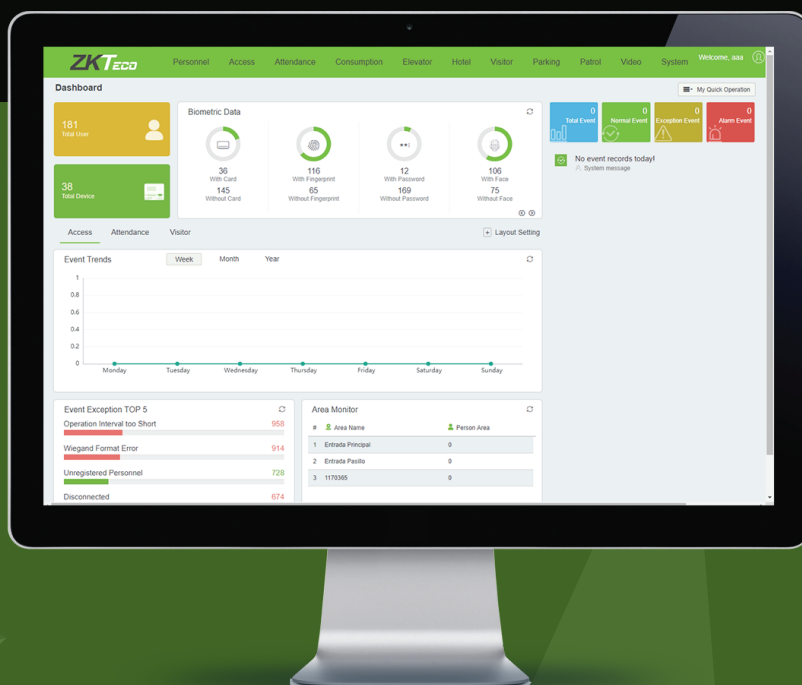 ZKTECO
Personnel Access Attendance Consumption Elevator Hotel Visitor Parking Patrol Video System Welcome, aaa
Dashboard
My Quick Operation
181
Total User
38
Total Device
Biometric Data
36
With Card
145
Without Card
116
With Fingerprint
65
Without Fingerprint
12
With Password
169
Without Password
106
With Face
75
Without Face
0
Total Event
0
Normal Event
0
Exception Event
0
Alarm Event
No event records today!
System message
Access Attendance Visitor
Layout Setting
Event Trends Week Month Year
1
0.8
0.6
0.4
0.2
0
Monday Tuesday Wednesday Thursday Friday Saturday Sunday
Event Exception TOP 5
Operation Interval too Short 958
Wiegand Format Error 914
Unregistered Personnel 728
Disconnected 674
Area Monitor
# Area Name Person Area
1 Entrada Principal 0
2 Entrada Pasillo 0
3 1170365 0